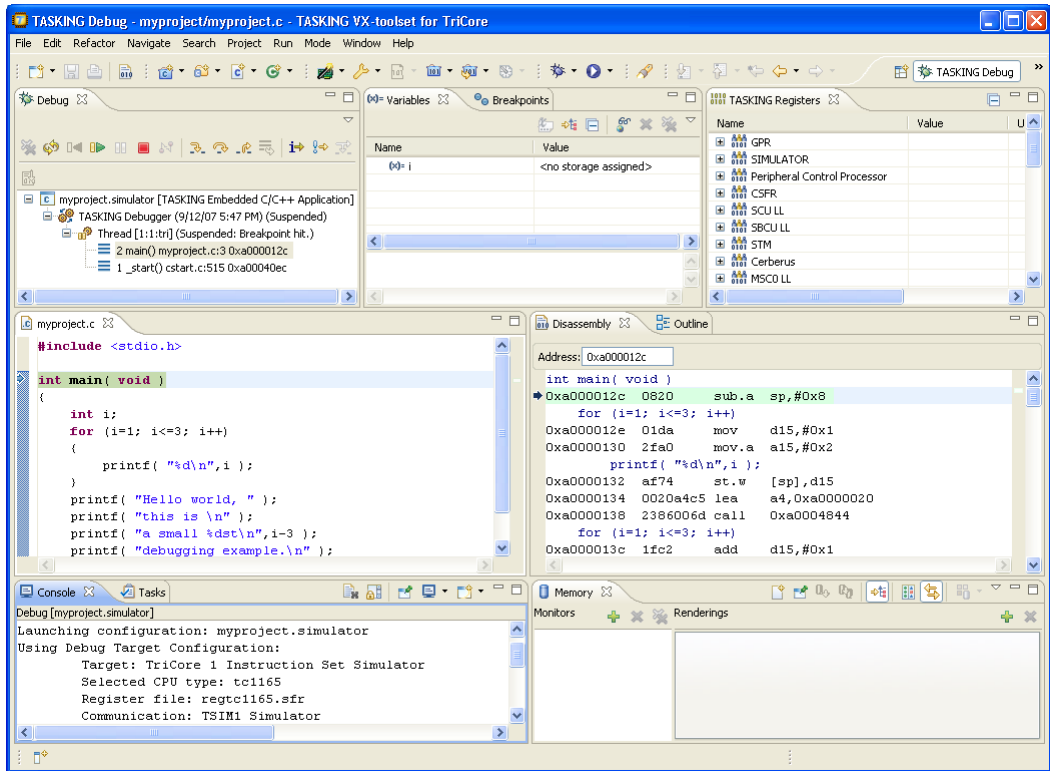 TASKING Debug - myproject/myproject.c - TASKING VX-toolset for TriCore
File Edit Refactor Navigate Search Project Run Mode Window Help
TASKING Debug
Debug
myproject.simulator [TASKING Embedded C/C++ Application]
TASKING Debugger (9/12/07 5:47 PM) (Suspended)
Thread [1:1:tri] (Suspended: Breakpoint hit.)
2 main() myproject.c:3 0xa000012c
1 _start() cstart.c:515 0xa00040ec
(x)= Variables Breakpoints
Name Value
(x)= i <no storage assigned>
TASKING Registers
Name Value U
GPR
SIMULATOR
Peripheral Control Processor
CSFR
SCU LL
SBCU LL
STM
Cerberus
MSC0 LL
myproject.c
#include <stdio.h>
int main( void )
{
int i;
for (i=1; i<=3; i++)
{
printf( "%d\n",i );
}
printf( "Hello world, " );
printf( "this is \n" );
printf( "a small %dst\n",i-3 );
printf( "debugging example.\n" );
Disassembly Outline
Address: 0xa000012c
int main( void )
0xa000012c 0820 sub.a sp,#0x8
for (i=1; i<=3; i++)
0xa000012e 01da mov d15,#0x1
0xa0000130 2fa0 mov.a a15,#0x2
printf( "%d\n",i );
0xa0000132 af74 st.w [sp],d15
0xa0000134 0020a4c5 lea a4,0xa0000020
0xa0000138 2386006d call 0xa0004844
for (i=1; i<=3; i++)
0xa000013c 1fc2 add d15,#0x1
Console Tasks
Debug [myproject.simulator]
Launching configuration: myproject.simulator
Using Debug Target Configuration:
Target: TriCore 1 Instruction Set Simulator
Selected CPU type: tc1165
Register file: regtc1165.sfr
Communication: TSIM1 Simulator
Memory
Monitors Renderings